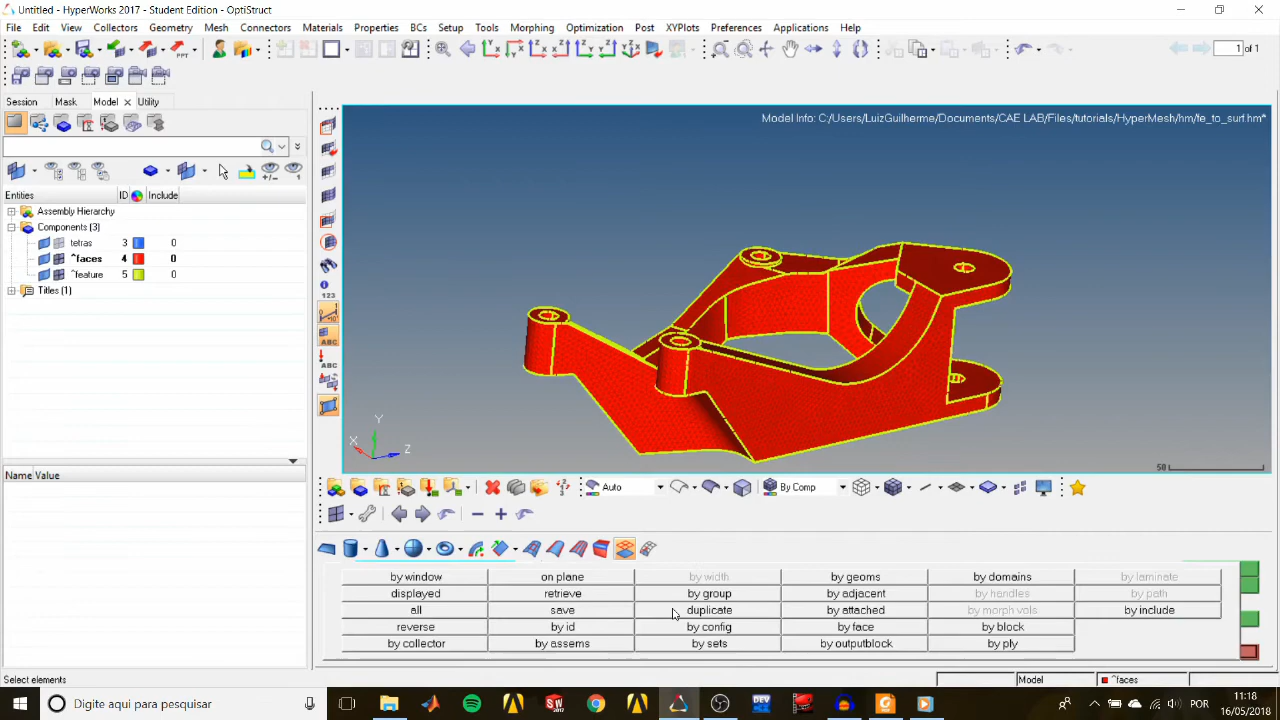 Untitled - HyperWorks 2017 - Student Edition - OptiStruct
File Edit View Collectors Geometry Mesh Connectors Materials Properties BCs Setup Tools Morphing Optimization Post XYPlots Preferences Applications Help
1 of 1
Session Mask Model Utility
Model Info: C:/Users/LuizGuilherme/Documents/CAE LAB/Files/tutorials/HyperMesh/hm/fe_to_surf.hm*
Entities ID Include
Assembly Hierarchy
Components (3)
tetras 3 0
^faces 4 0
^feature 5 0
Titles (1)
123
ABC
ABC
Y
X
Z
50
Name Value
Auto By Comp
by window on plane by width by geoms by domains by laminate
displayed retrieve by group by adjacent by handles by path
all save duplicate by attached by morph vols by include
reverse by id by config by face by block
by collector by assems by sets by outputblock by ply
Select elements Model ^faces
Digite aqui para pesquisar
SW
DEV
POR
11:18
16/05/2018